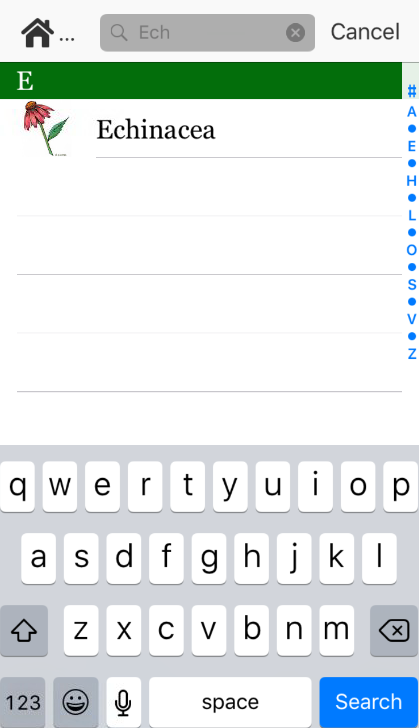 ... Ech Cancel
E
Echinacea
#
A
E
H
L
O
S
V
Z
q w e r t y u i o p
a s d f g h j k l
z x c v b n m
123 space Search